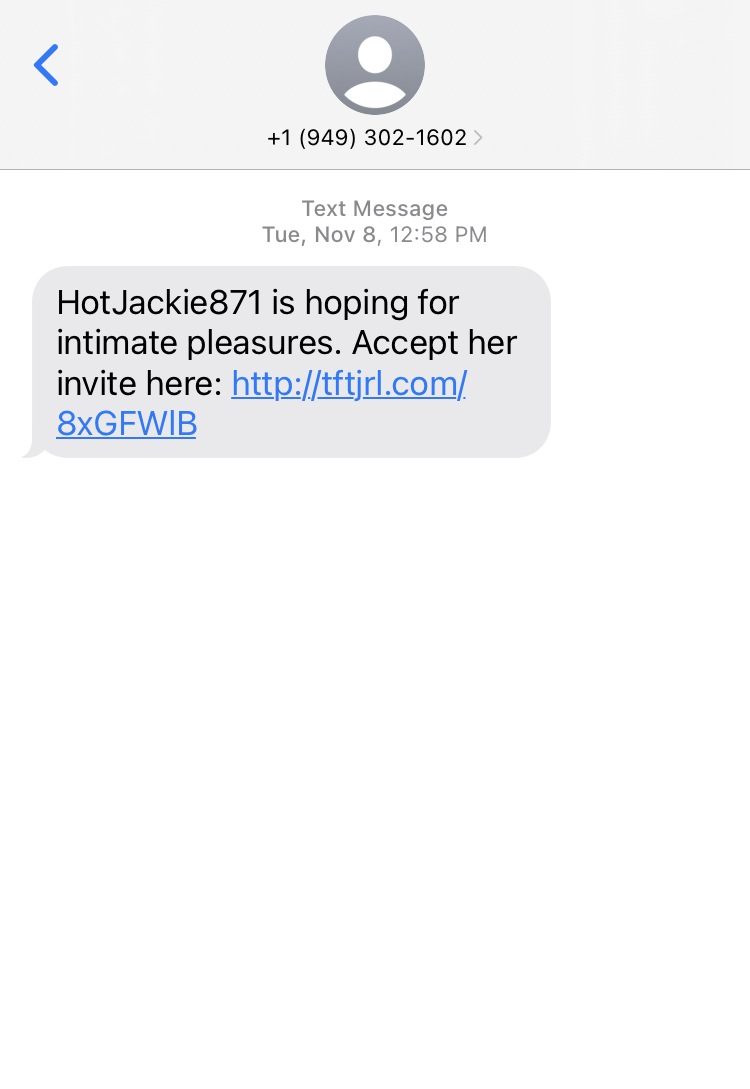 +1 (949) 302-1602
Text Message
Tue, Nov 8, 12:58 PM
HotJackie871 is hoping for
intimate pleasures. Accept her
invite here: http://tftjrl.com/
8xGFWlB